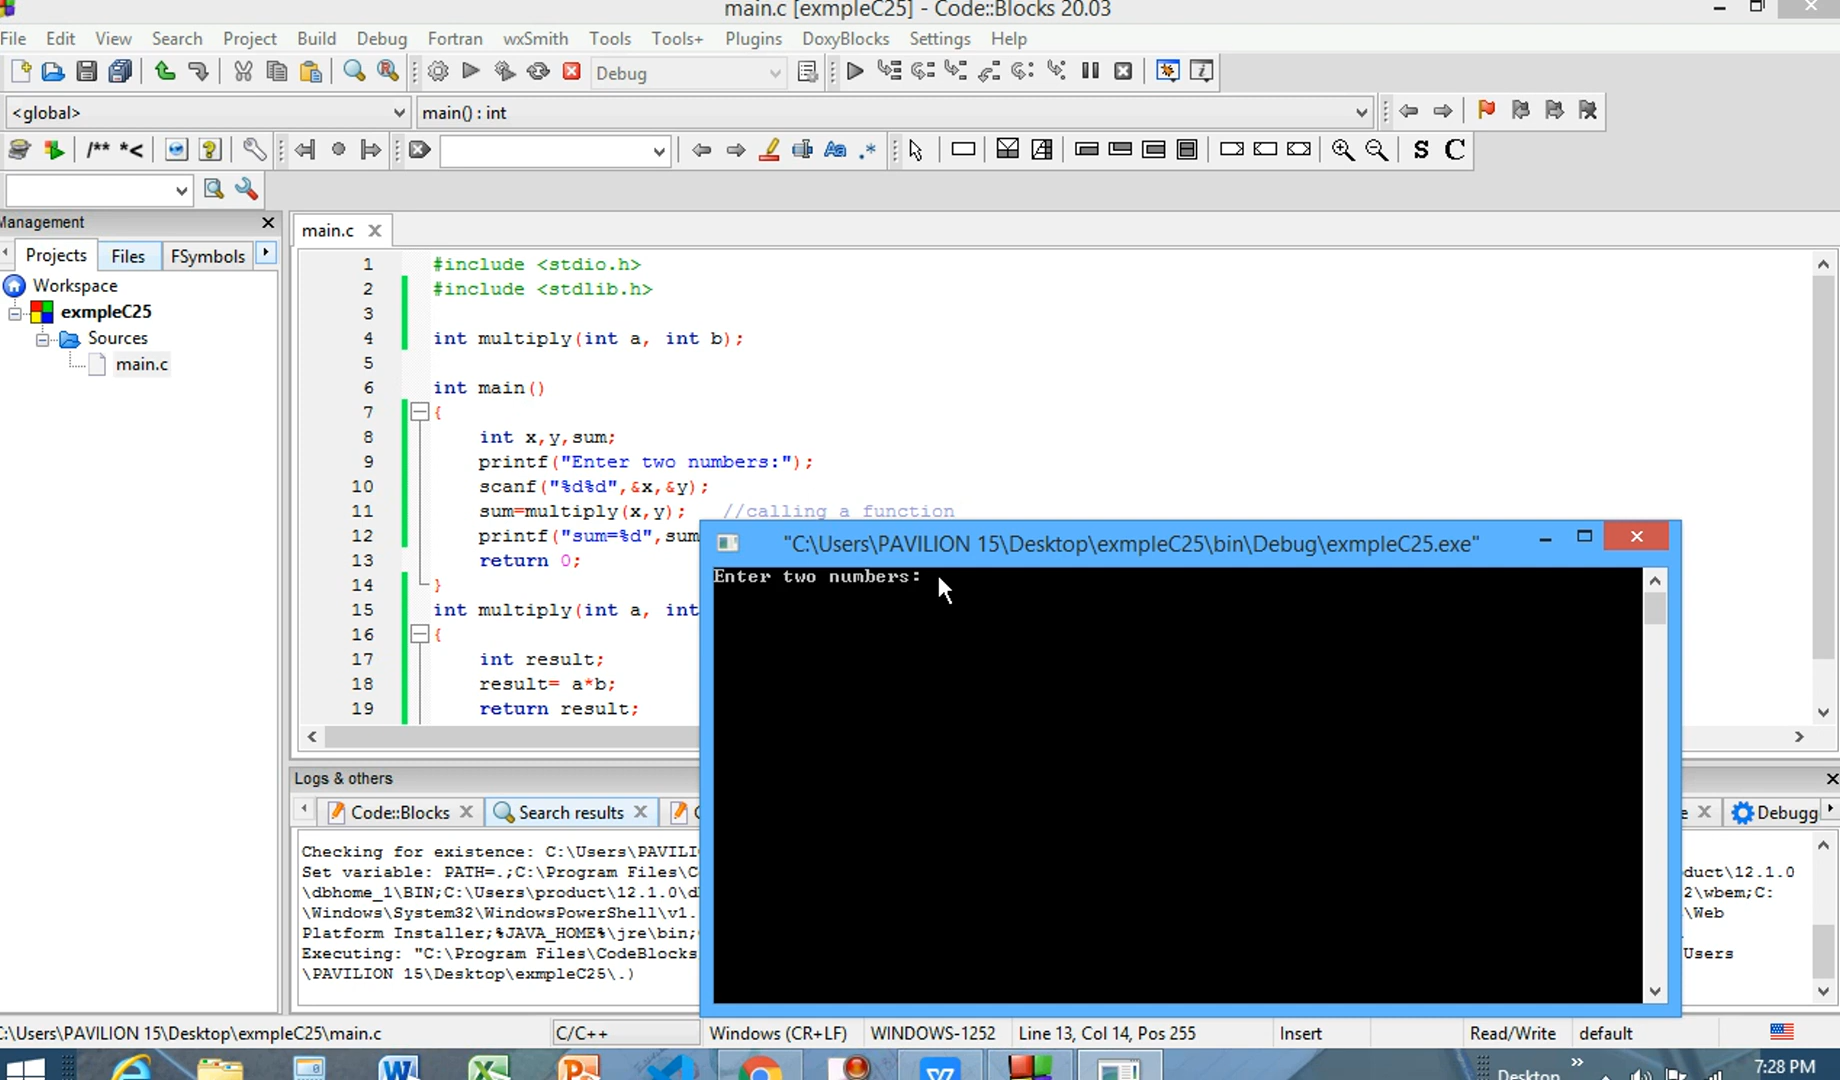 main.c [exmpleC25] - Code::Blocks 20.03
File Edit View Search Project Build Debug Fortran wxSmith Tools Tools+ Plugins DoxyBlocks Settings Help
Debug
<global> main() : int
/** *<
Aa .* S C
Management
Projects Files FSymbols
main.c
Workspace
exmpleC25
Sources
main.c
1 #include <stdio.h>
2 #include <stdlib.h>
3
4 int multiply(int a, int b);
5
6 int main()
7 {
8 int x,y,sum;
9 printf("Enter two numbers:");
10 scanf("%d%d",&x,&y);
11 sum=multiply(x,y); //calling a function
12 printf("sum=%d",sum
13 return 0;
14 }
15 int multiply(int a, int
16 {
17 int result;
18 result= a*b;
19 return result;
"C:\Users\PAVILION 15\Desktop\exmpleC25\bin\Debug\exmpleC25.exe"
Enter two numbers:
Logs & others
Code::Blocks Search results Debugg
Checking for existence: C:\Users\PAVILI
Set variable: PATH=.;C:\Program Files\C duct\12.1.0
\dbhome_1\BIN;C:\Users\product\12.1.0\d 2\wbem;C:
\Windows\System32\WindowsPowerShell\v1. \Web
Platform Installer;%JAVA_HOME%\jre\bin;
Executing: "C:\Program Files\CodeBlocks Users
\PAVILION 15\Desktop\exmpleC25\.)
C:\Users\PAVILION 15\Desktop\exmpleC25\main.c C/C++ Windows (CR+LF) WINDOWS-1252 Line 13, Col 14, Pos 255 Insert Read/Write default
Desktop 7:28 PM